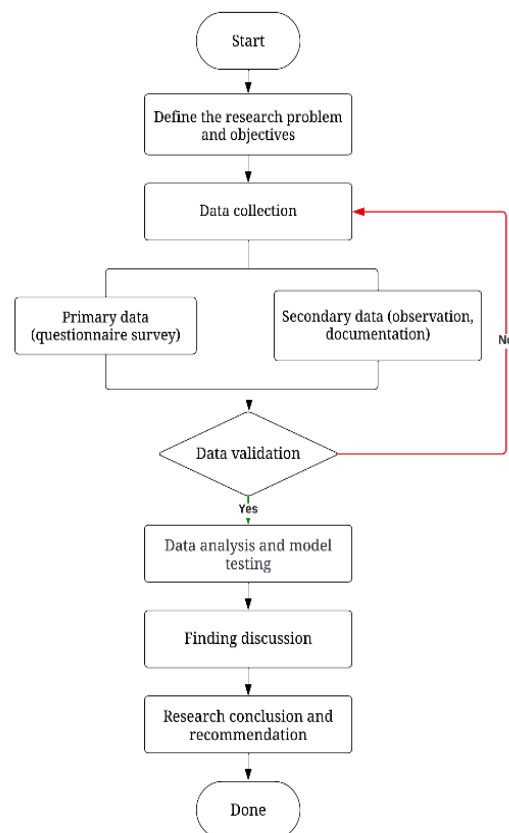 Start
Define the research problem
and objectives
Data collection
Primary data
(questionnaire survey)
Secondary data (observation,
documentation)
No
Data validation
Yes
Data analysis and model
testing
Finding discussion
Research conclusion and
recommendation
Done